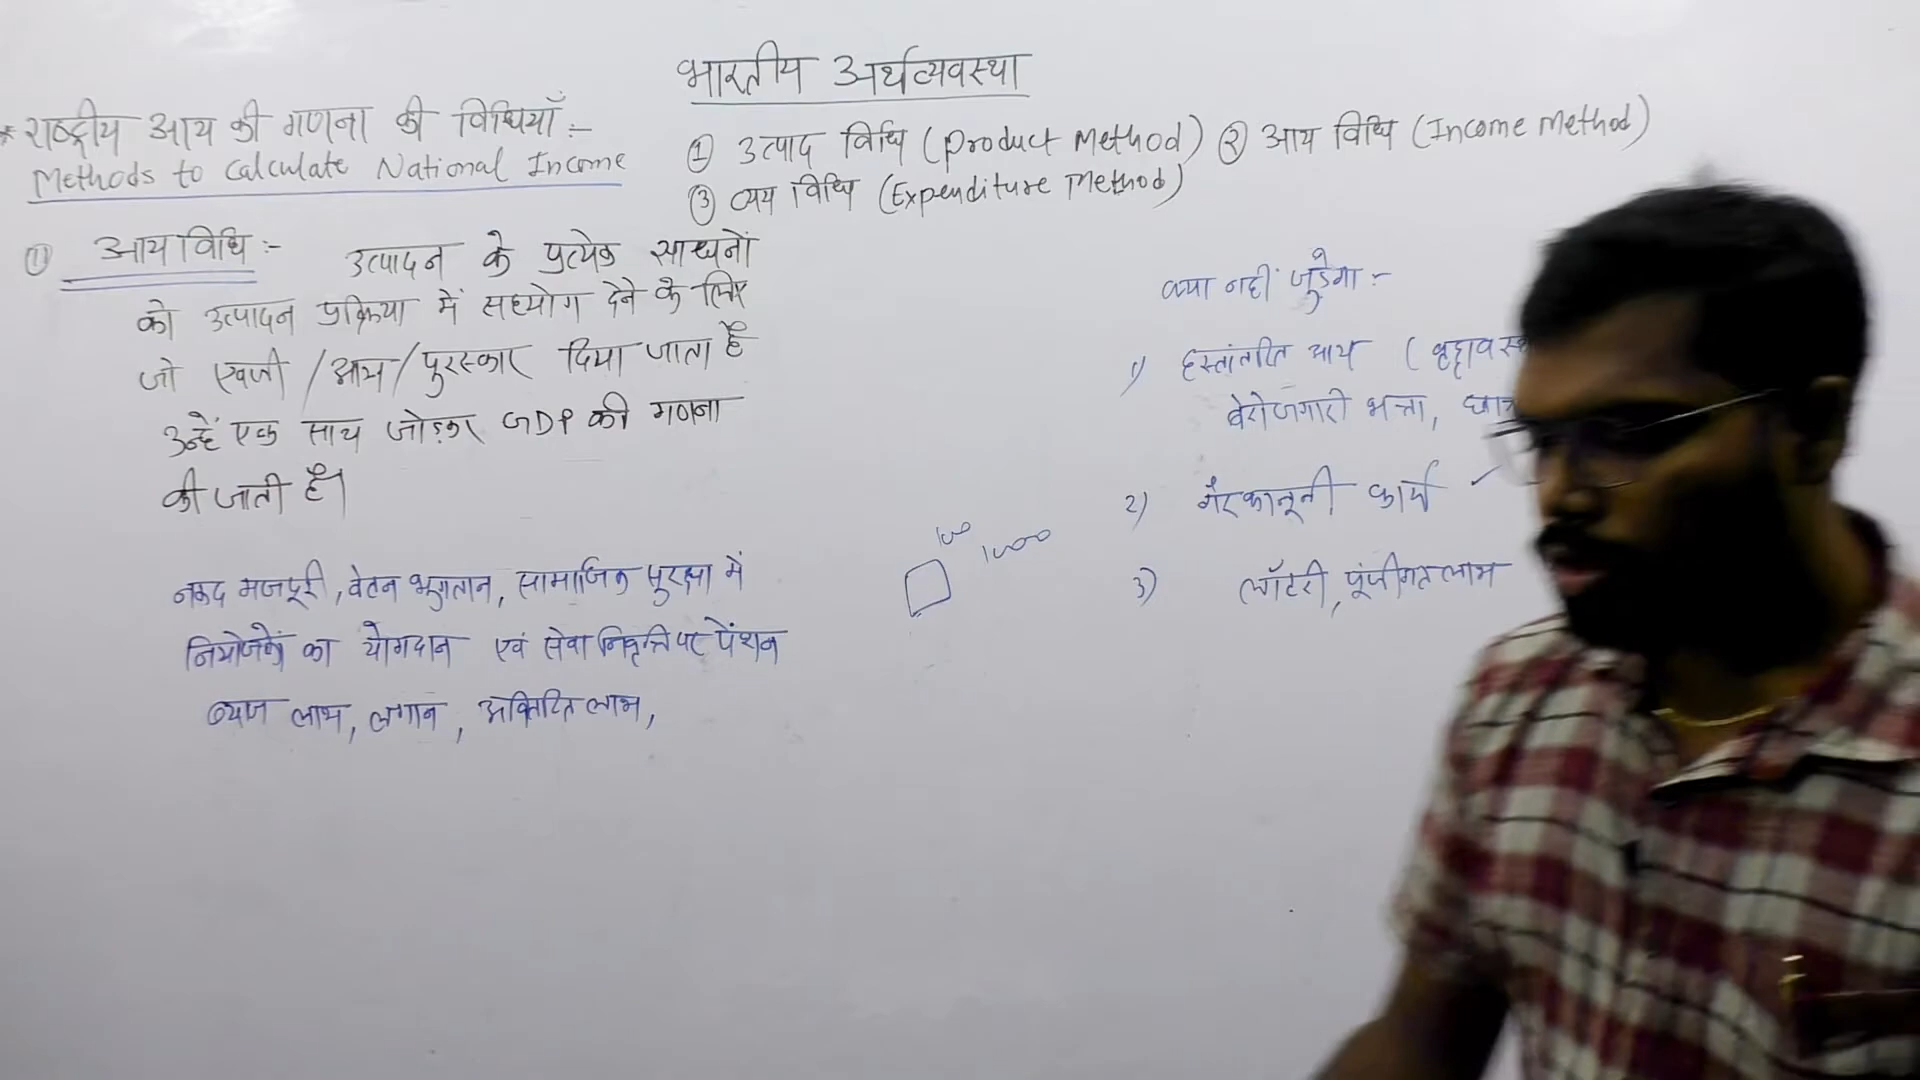 भारतीय अर्थव्यवस्था
* राष्ट्रीय आय की गणना की विधियाँ :-
Methods to Calculate National Income
① उत्पाद विधि (Product Method) ② आय विधि (Income Method)
③ व्यय विधि (Expenditure Method)
① आय विधि :- उत्पादन के प्रत्येक साधनों
को उत्पादन प्रक्रिया में सहयोग देने के लिए
जो एवजी / आय / पुरस्कार दिया जाता है
उन्हें एक साथ जोड़कर GDP की गणना
की जाती है।
नकद मजदूरी, वेतन भुगतान, सामाजिक सुरक्षा में
नियोजकों का योगदान एवं सेवानिवृत्ति पर पेंशन
ब्याज लाभ, लगान, लाभ,
100 1000
क्या नहीं जुड़ेगा :-
1) हस्तांतरित आय (
बेरोजगारी भत्ता,
2) गैरकानूनी कार्य
3) लॉटरी, पूंजीगत लाभ